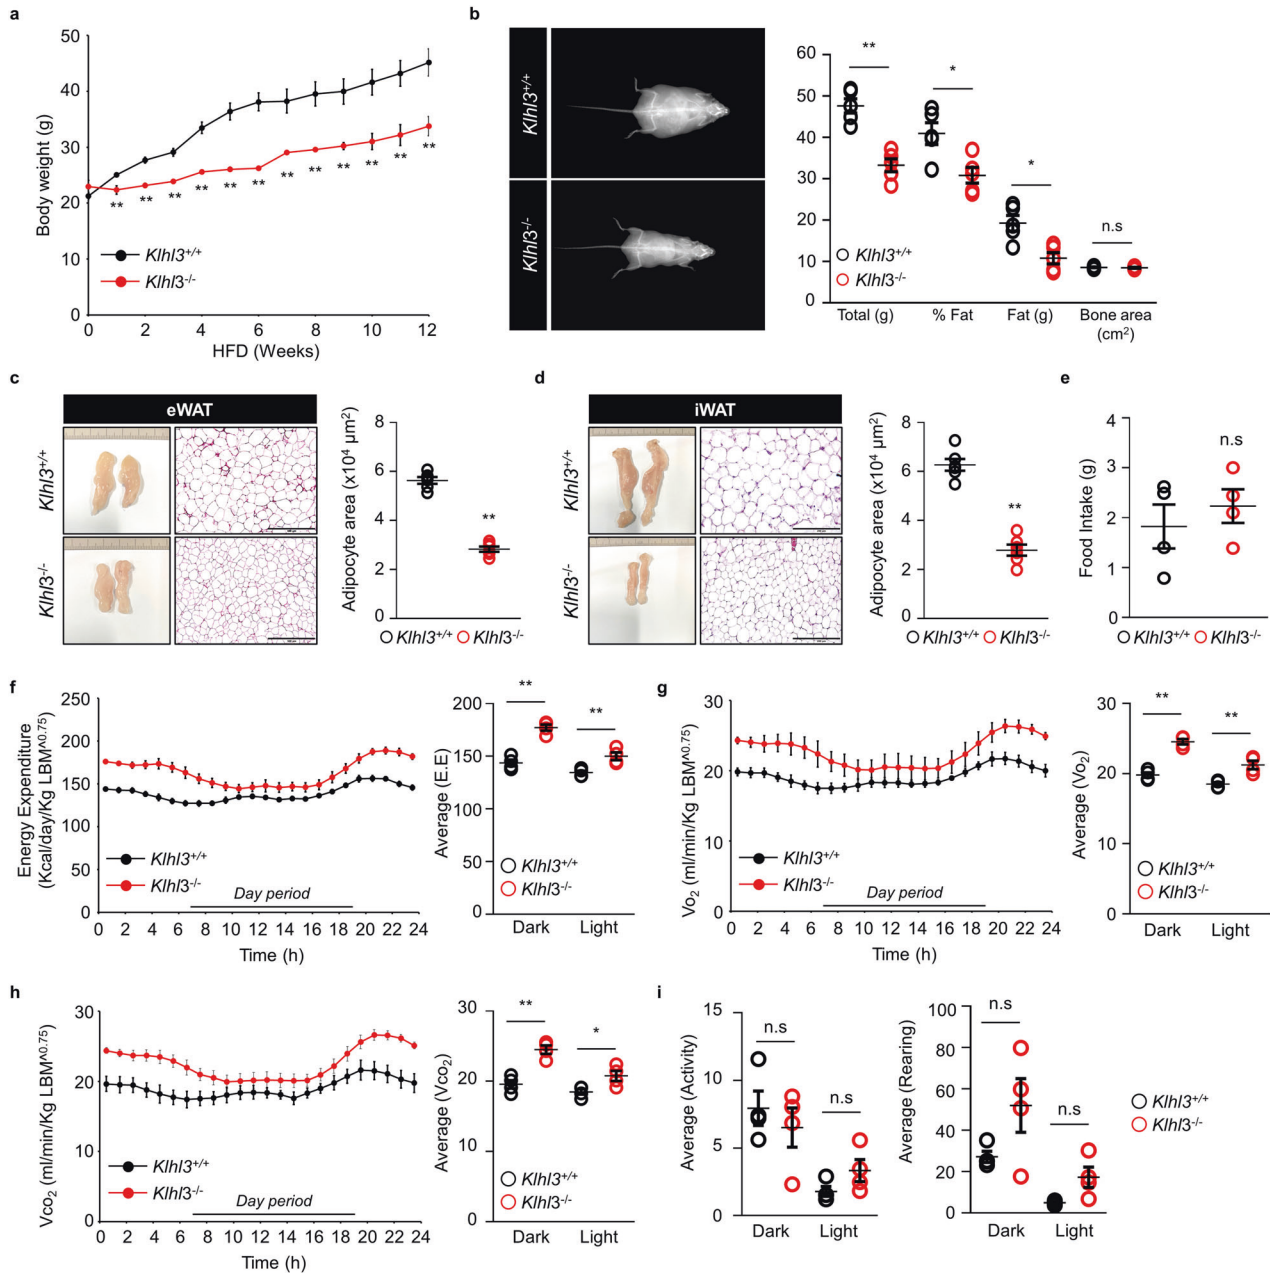 a
Body weight (g)
50
40
30
20
10
0
** ** ** ** ** ** ** ** ** ** ** **
Klhl3+/+
Klhl3-/-
0 2 4 6 8 10 12
HFD (Weeks)
b
Klhl3+/+
Klhl3-/-
60
50
40
30
20
10
0
**
*
*
n.s
Klhl3+/+
Klhl3-/-
Total (g) % Fat Fat (g) Bone area
(cm2)
c
eWAT
Klhl3+/+
Klhl3-/-
Adipocyte area (x10⁴ µm²)
8
6
4
2
0
**
Klhl3+/+ Klhl3-/-
d
iWAT
Klhl3+/+
Klhl3-/-
Adipocyte area (x10⁴ µm²)
8
6
4
2
0
**
Klhl3+/+ Klhl3-/-
e
Food Intake (g)
4
3
2
1
0
n.s
Klhl3+/+ Klhl3-/-
f
Energy Expenditure
(Kcal/day/Kg LBM^0.75)
250
200
150
100
50
0
Klhl3+/+
Klhl3-/-
Day period
0 2 4 6 8 10 12 14 16 18 20 22 24
Time (h)
Average (E.E)
200
150
100
50
0
**
**
Klhl3+/+
Klhl3-/-
Dark Light
g
Vo2 (ml/min/Kg LBM^0.75)
30
20
10
0
Klhl3+/+
Klhl3-/-
Day period
0 2 4 6 8 10 12 14 16 18 20 22 24
Time (h)
Average (Vo2)
30
20
10
0
**
**
Klhl3+/+
Klhl3-/-
Dark Light
h
Vco2 (ml/min/Kg LBM^0.75)
30
20
10
0
Klhl3+/+
Klhl3-/-
Day period
0 2 4 6 8 10 12 14 16 18 20 22 24
Time (h)
Average (Vco2)
30
20
10
0
**
*
Klhl3+/+
Klhl3-/-
Dark Light
i
Average (Activity)
15
10
5
0
n.s
n.s
Dark Light
Average (Rearing)
100
80
60
40
20
0
n.s
n.s
Dark Light
Klhl3+/+
Klhl3-/-